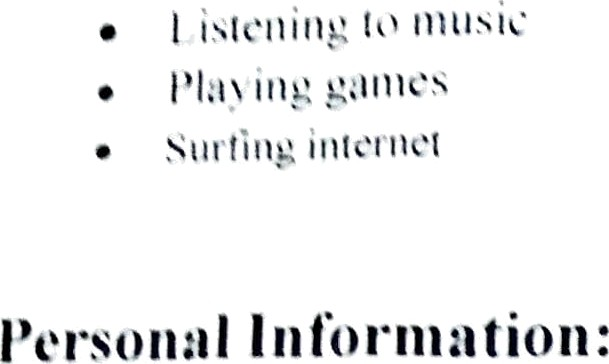 • Listening to music
• Playing games
• Surfing internet
Personal Information: